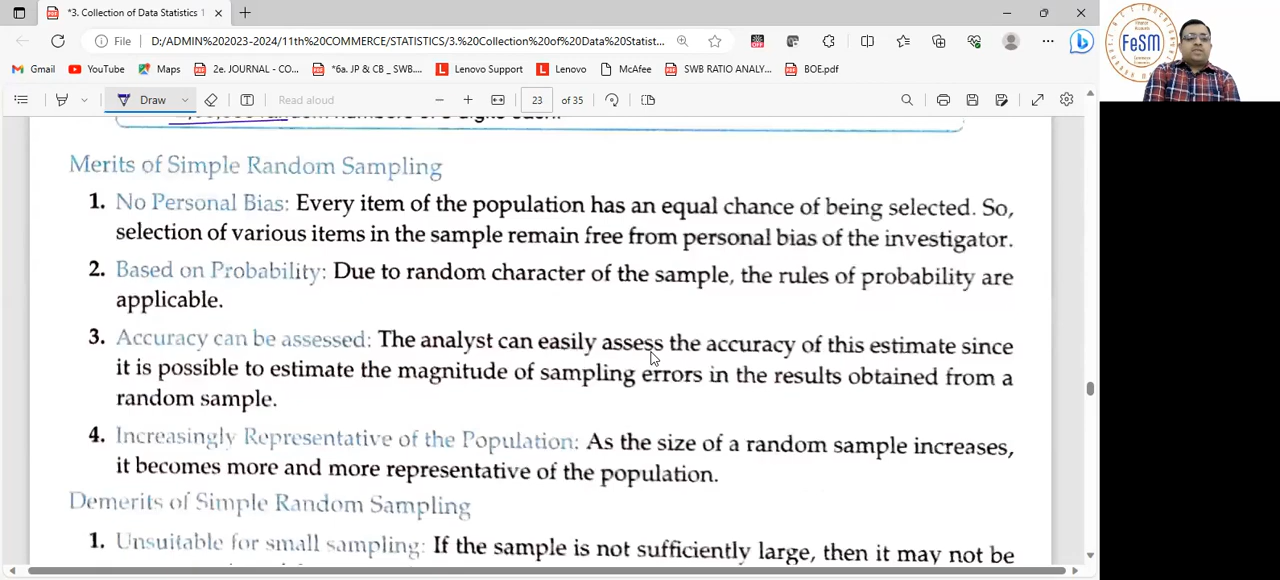 *3. Collection of Data Statistics 1
File
D:/ADMIN%202023-2024/11th%20COMMERCE/STATISTICS/3.%20Collection%20of%20Data%20Statist...
Gmail YouTube Maps 2e. JOURNAL - CO... *6a. JP & CB _ SWB.... Lenovo Support Lenovo McAfee SWB RATIO ANALY... BOE.pdf
Draw Read aloud 23 of 35
Merits of Simple Random Sampling
1. No Personal Bias: Every item of the population has an equal chance of being selected. So,
selection of various items in the sample remain free from personal bias of the investigator.
2. Based on Probability: Due to random character of the sample, the rules of probability are
applicable.
3. Accuracy can be assessed: The analyst can easily assess the accuracy of this estimate since
it is possible to estimate the magnitude of sampling errors in the results obtained from a
random sample.
4. Increasingly Representative of the Population: As the size of a random sample increases,
it becomes more and more representative of the population.
Demerits of Simple Random Sampling
1. Unsuitable for small sampling: If the sample is not sufficiently large, then it may not be
FeSM